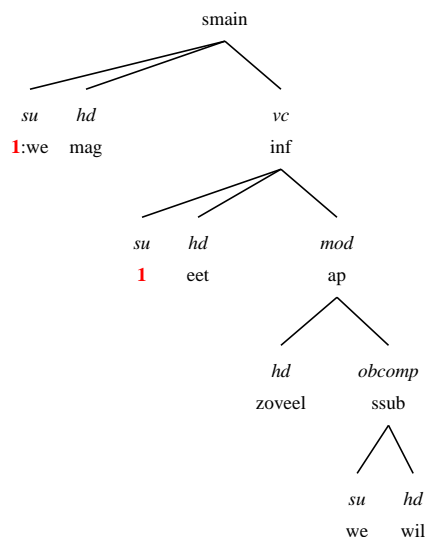 smain
su hd vc
1:we mag inf
su hd mod
1 eet ap
hd obcomp
zoveel ssub
su hd
we wil